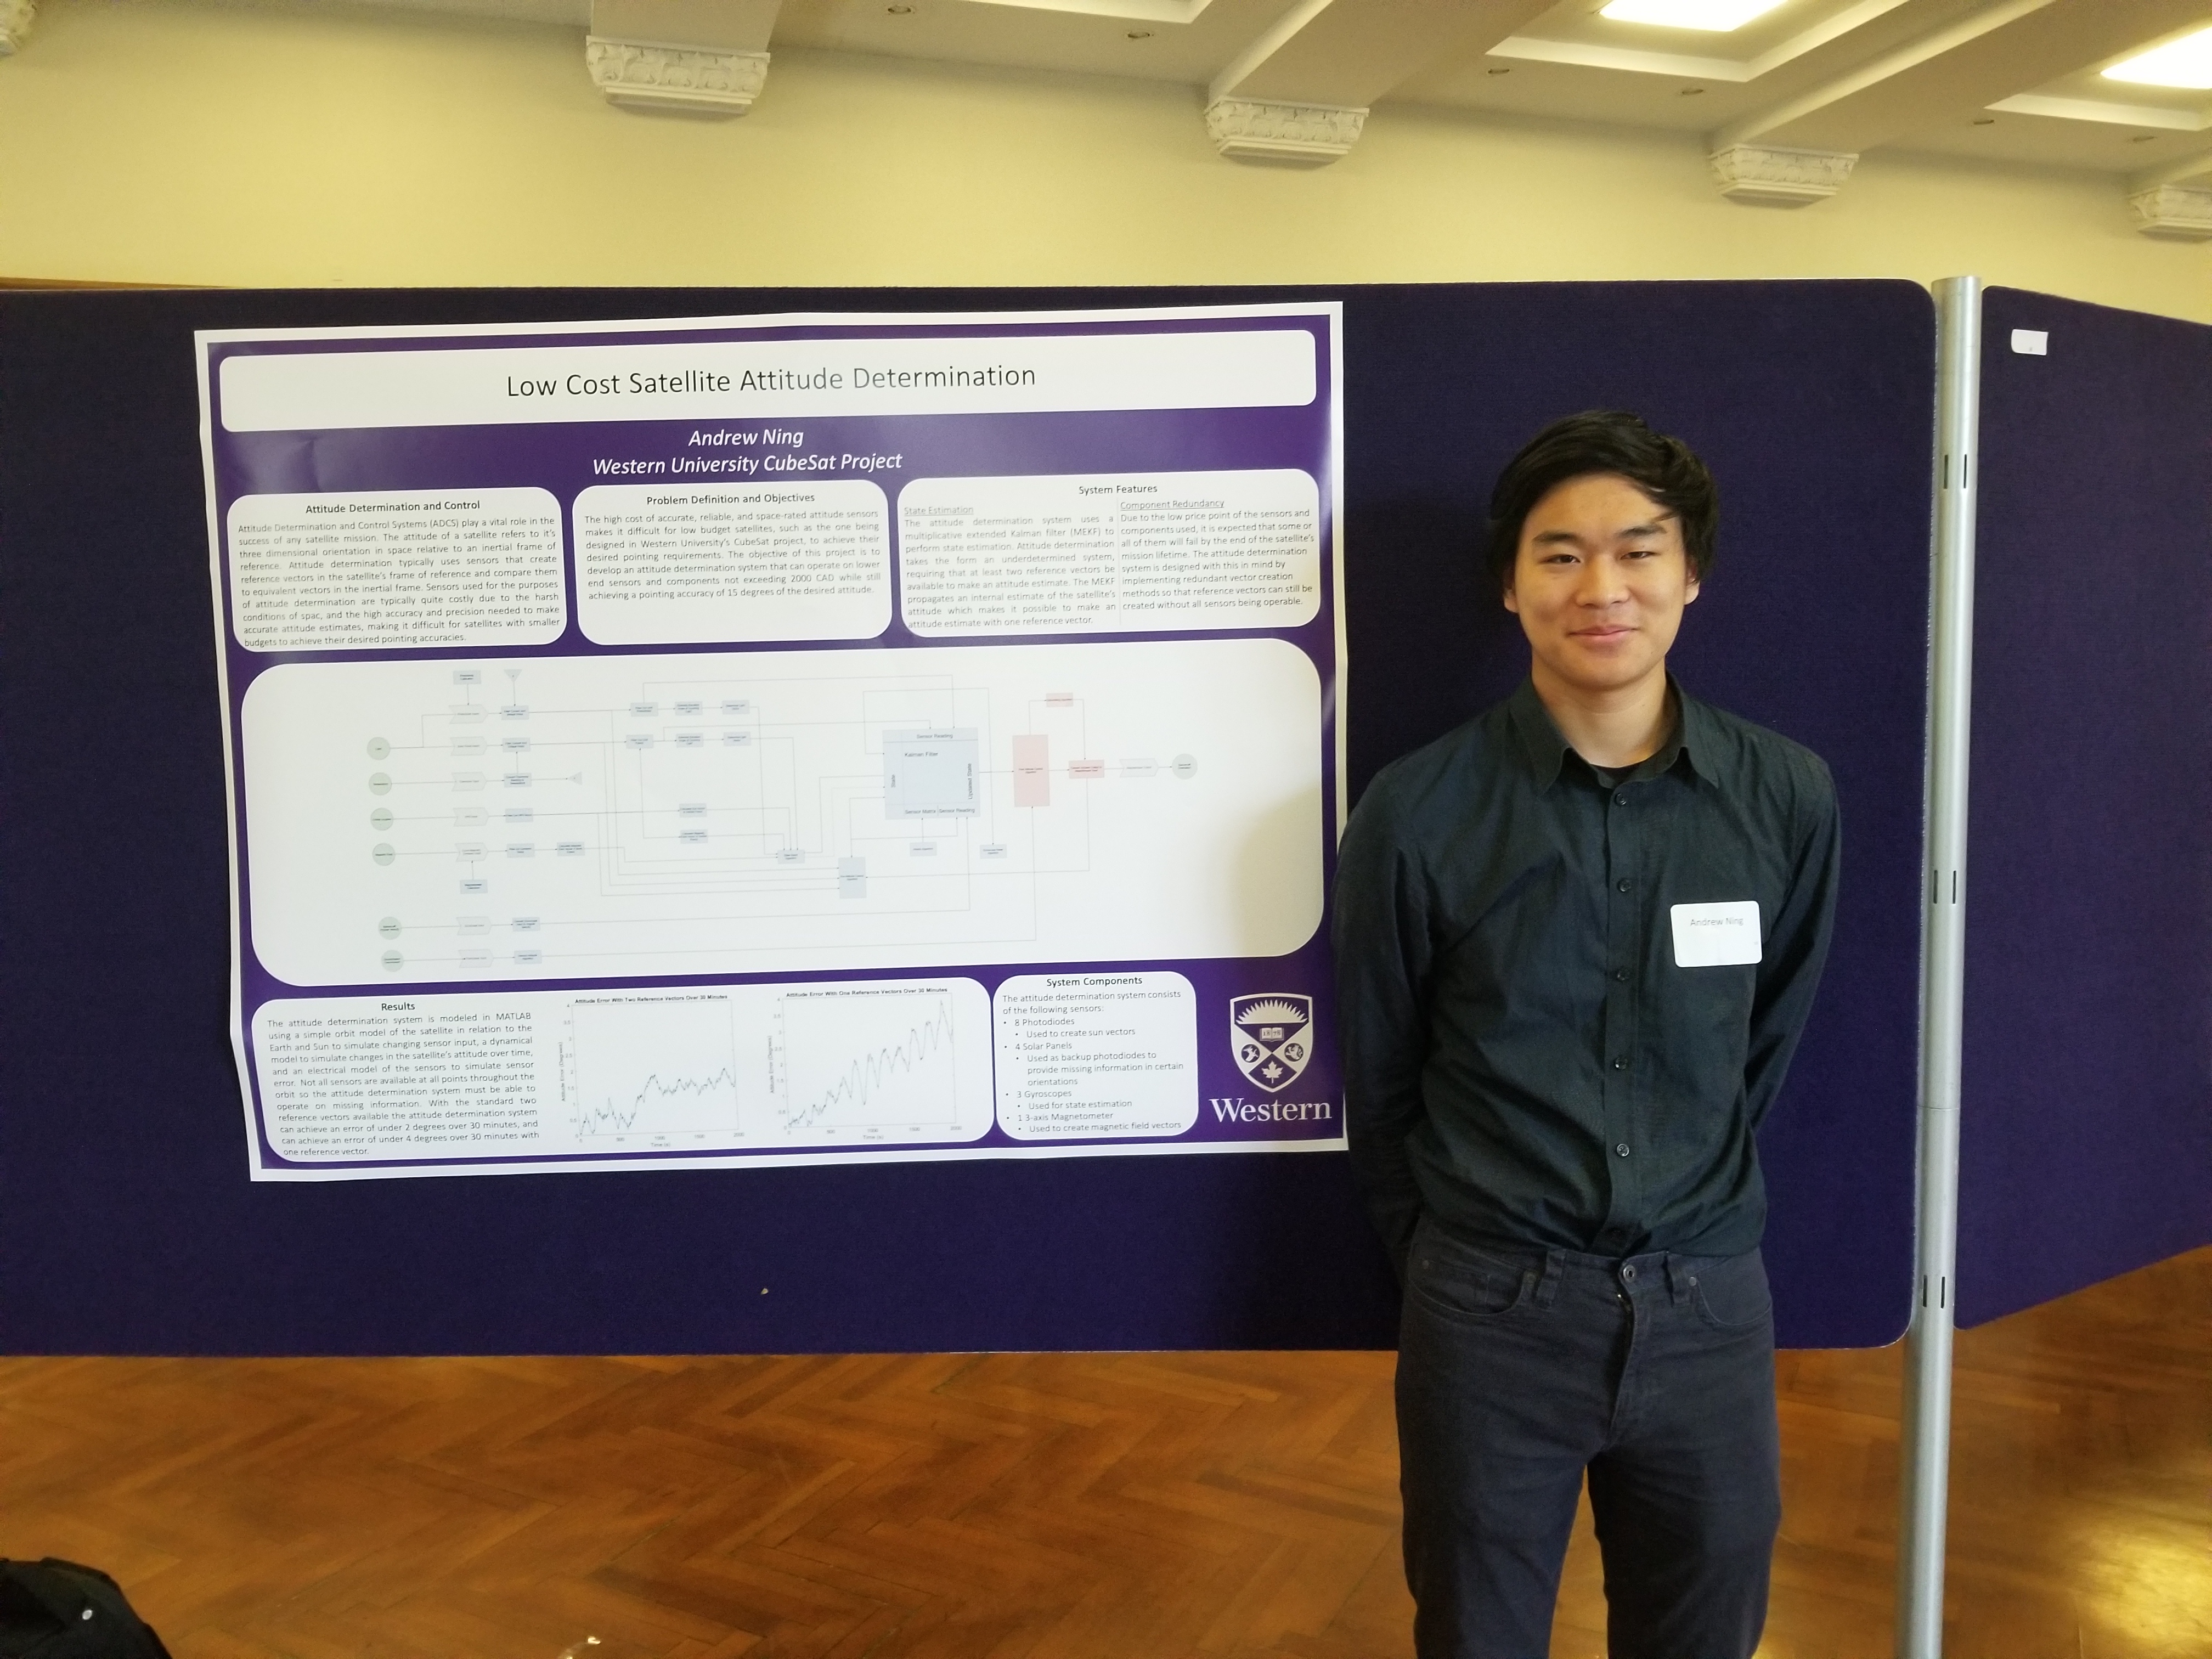 Low Cost Satellite Attitude Determination
Andrew Ning
Western University CubeSat Project
Attitude Determination and Control
Attitude Determination and Control Systems (ADCS) play a vital role in the
success of any satellite mission. The attitude of a satellite refers to it's
three dimensional orientation in space relative to an inertial frame of
reference. Attitude determination typically uses sensors that create
reference vectors in the satellite's frame of reference and compare them
to equivalent vectors in the inertial frame. Sensors used for the purposes
of attitude determination are typically quite costly due to the harsh
conditions of spac, and the high accuracy and precision needed to make
accurate attitude estimates, making it difficult for satellites with smaller
budgets to achieve their desired pointing accuracies.
Problem Definition and Objectives
The high cost of accurate, reliable, and space-rated attitude sensors
makes it difficult for low budget satellites, such as the one being
designed in Western University's CubeSat project, to achieve their
desired pointing requirements. The objective of this project is to
develop an attitude determination system that can operate on lower
end sensors and components not exceeding 2000 CAD while still
achieving a pointing accuracy of 15 degrees of the desired attitude.
System Features
State Estimation
The attitude determination system uses a
multiplicative extended Kalman filter (MEKF) to
perform state estimation. Attitude determination
takes the form an underdetermined system,
requiring that at least two reference vectors be
available to make an attitude estimate. The MEKF
propagates an internal estimate of the satellite's
attitude which makes it possible to make an
attitude estimate with one reference vector.
Component Redundancy
Due to the low price point of the sensors and
components used, it is expected that some or
all of them will fail by the end of the satellite's
mission lifetime. The attitude determination
system is designed with this in mind by
implementing redundant vector creation
methods so that reference vectors can still be
created without all sensors being operable.
Sensor Reading
Kalman Filter
State
Updated State
Sensor Matrix Sensor Reading
Results
The attitude determination system is modeled in MATLAB
using a simple orbit model of the satellite in relation to the
Earth and Sun to simulate changing sensor input, a dynamical
model to simulate changes in the satellite's attitude over time,
and an electrical model of the sensors to simulate sensor
error. Not all sensors are available at all points throughout the
orbit so the attitude determination system must be able to
operate on missing information. With the standard two
reference vectors available the attitude determination system
can achieve an error of under 2 degrees over 30 minutes, and
can achieve an error of under 4 degrees over 30 minutes with
one reference vector.
Attitude Error With Two Reference Vectors Over 30 Minutes
Attitude Error (Degrees)
Time (s)
Attitude Error With One Reference Vectors Over 30 Minutes
Attitude Error (Degrees)
Time (s)
System Components
The attitude determination system consists
of the following sensors:
• 8 Photodiodes
• Used to create sun vectors
• 4 Solar Panels
• Used as backup photodiodes to
provide missing information in certain
orientations
• 3 Gyroscopes
• Used for state estimation
• 1 3-axis Magnetometer
• Used to create magnetic field vectors
Western
Andrew Ning